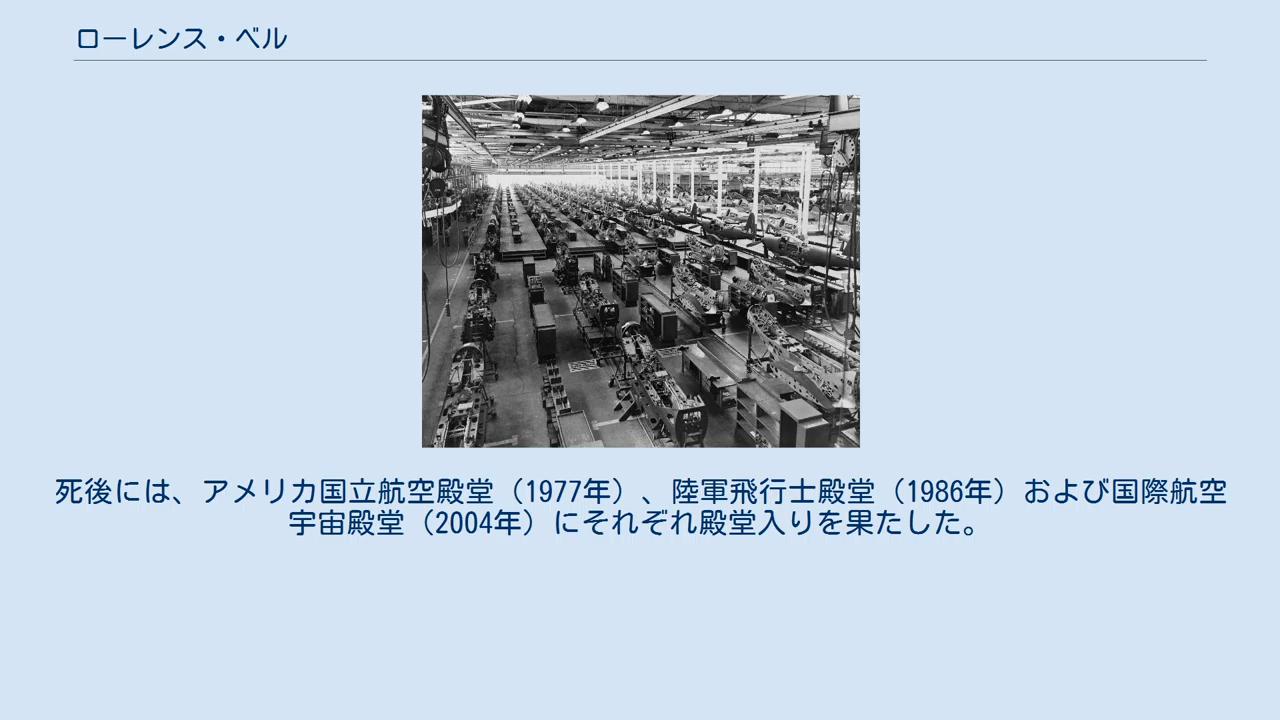 ローレンス・ベル
死後には、アメリカ国立航空殿堂（1977年）、陸軍飛行士殿堂（1986年）および国際航空
宇宙殿堂（2004年）にそれぞれ殿堂入りを果たした。